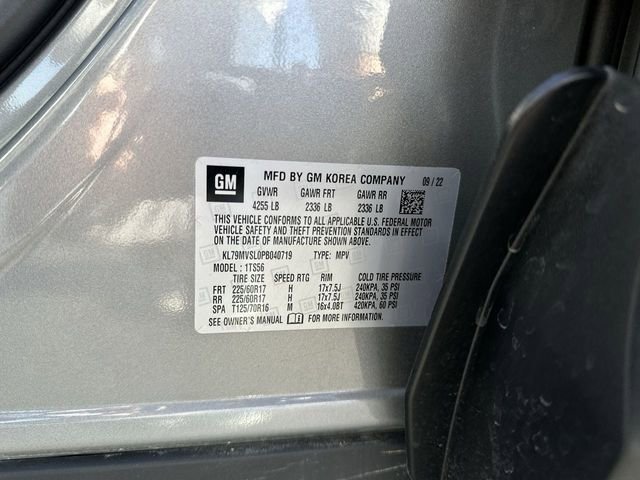 GM MFD BY GM KOREA COMPANY 09/22
GVWR GAWR FRT GAWR RR
4255 LB 2336 LB 2336 LB
THIS VEHICLE CONFORMS TO ALL APPLICABLE U.S. FEDERAL MOTOR
VEHICLE SAFETY AND THEFT PREVENTION STANDARDS IN EFFECT
ON THE DATE OF MANUFACTURE SHOWN ABOVE.
KL79MVSL0PB040719 TYPE: MPV
MODEL: 1TS56
TIRE SIZE SPEED RTG RIM COLD TIRE PRESSURE
FRT 225/60R17 H 17x7.5J 240KPA, 35 PSI
RR 225/60R17 H 17x7.5J 240KPA, 35 PSI
SPA T125/70R16 M 16x4.0BT 420KPA, 60 PSI
SEE OWNER'S MANUAL FOR MORE INFORMATION.